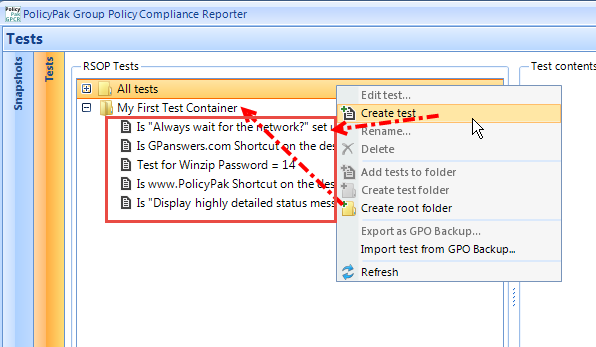 PolicyPak GPCR
PolicyPak Group Policy Compliance Reporter
Tests
Snapshots
Tests
RSOP Tests
All tests
My First Test Container
Is "Always wait for the network?" set u
Is GPanswers.com Shortcut on the des
Test for Winzip Password = 14
Is www.PolicyPak Shortcut on the des
Is "Display highly detailed status mess
Edit test...
Create test
Rename...
Delete
Add tests to folder
Create test folder
Create root folder
Export as GPO Backup...
Import test from GPO Backup...
Refresh
Test contents